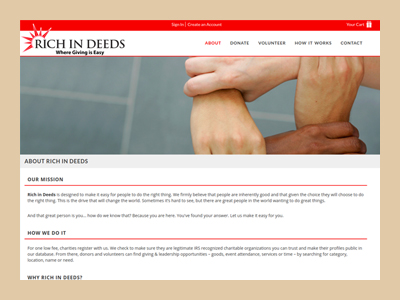 Sign In | Create an Account
Your Cart
RICH IN DEEDS
Where Giving is Easy
ABOUT DONATE VOLUNTEER HOW IT WORKS CONTACT
ABOUT RICH IN DEEDS
OUR MISSION
Rich in Deeds is designed to make it easy for people to do the right thing. We firmly believe that people are inherently good and that given the choice they will choose to
do the right thing. This is the drive that will change the world. Sometimes it's hard to see, but there are great people in the world wanting to do great things.
And that great person is you... how do we know that? Because you are here. You've found your answer. Let us make it easy for you.
HOW WE DO IT
For one low fee, charities register with us. We check to make sure they are legitimate IRS recognized charitable organizations you can trust and make their profiles public in
our database. From there, donors and volunteers can find giving & leadership opportunities – goods, event attendance, services or time – by searching for category,
location, name or need.
WHY RICH IN DEEDS?